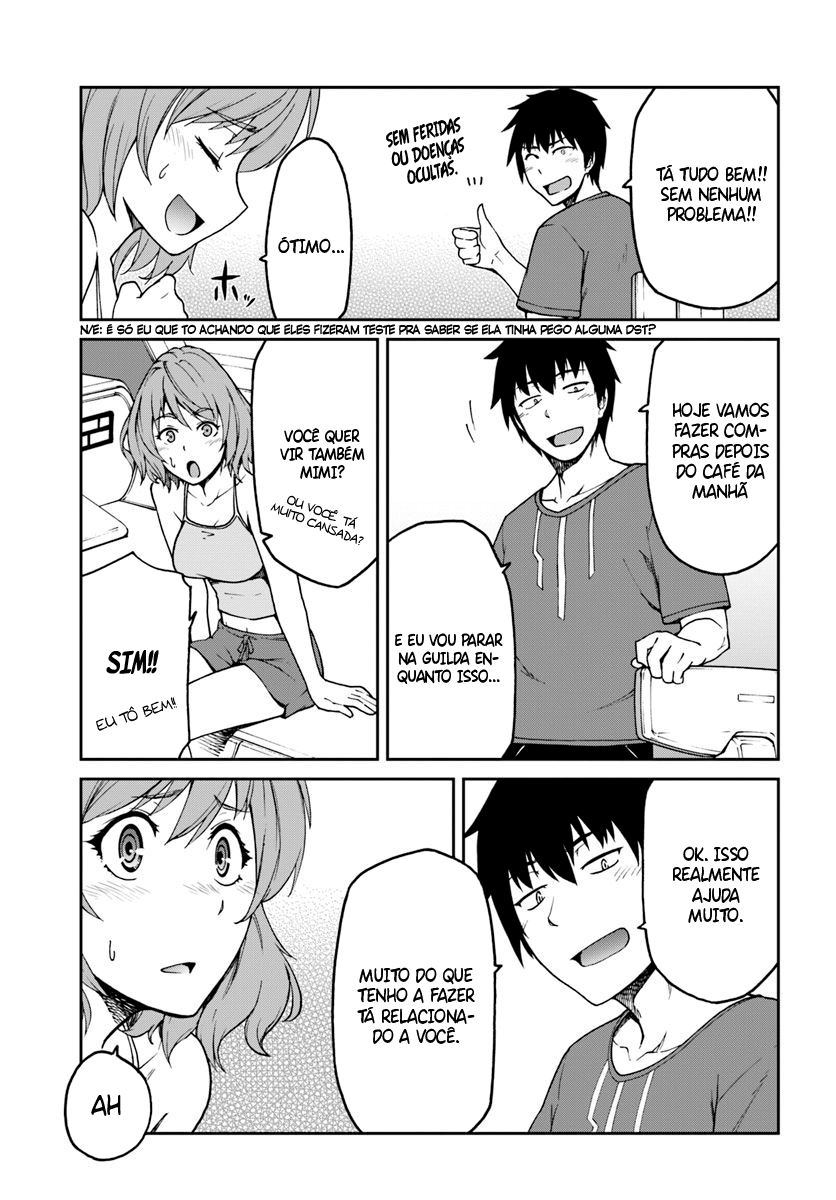 TÁ TUDO BEM!!
SEM NENHUM
PROBLEMA!!
SEM FERIDAS
OU DOENÇAS
OCULTAS.
ÓTIMO...
ホッ
N/E: É SÓ EU QUE TO ACHANDO QUE ELES FIZERAM TESTE PRA SABER SE ELA TINHA PEGO ALGUMA DST?
HOJE VAMOS
FAZER COM-
PRAS DEPOIS
DO CAFÉ DA
MANHÃ
E EU VOU PARAR
NA GUILDA EN-
QUANTO ISSO...
VOCÊ QUER
VIR TAMBÉM
MIMI?
OU VOCÊ TÁ
MUITO CANSADA?
SIM!!
EU TÔ BEM!!
OK. ISSO
REALMENTE
AJUDA
MUITO.
MUITO DO QUE
TENHO A FAZER
TÁ RELACIONA-
DO A VOCÊ.
AH